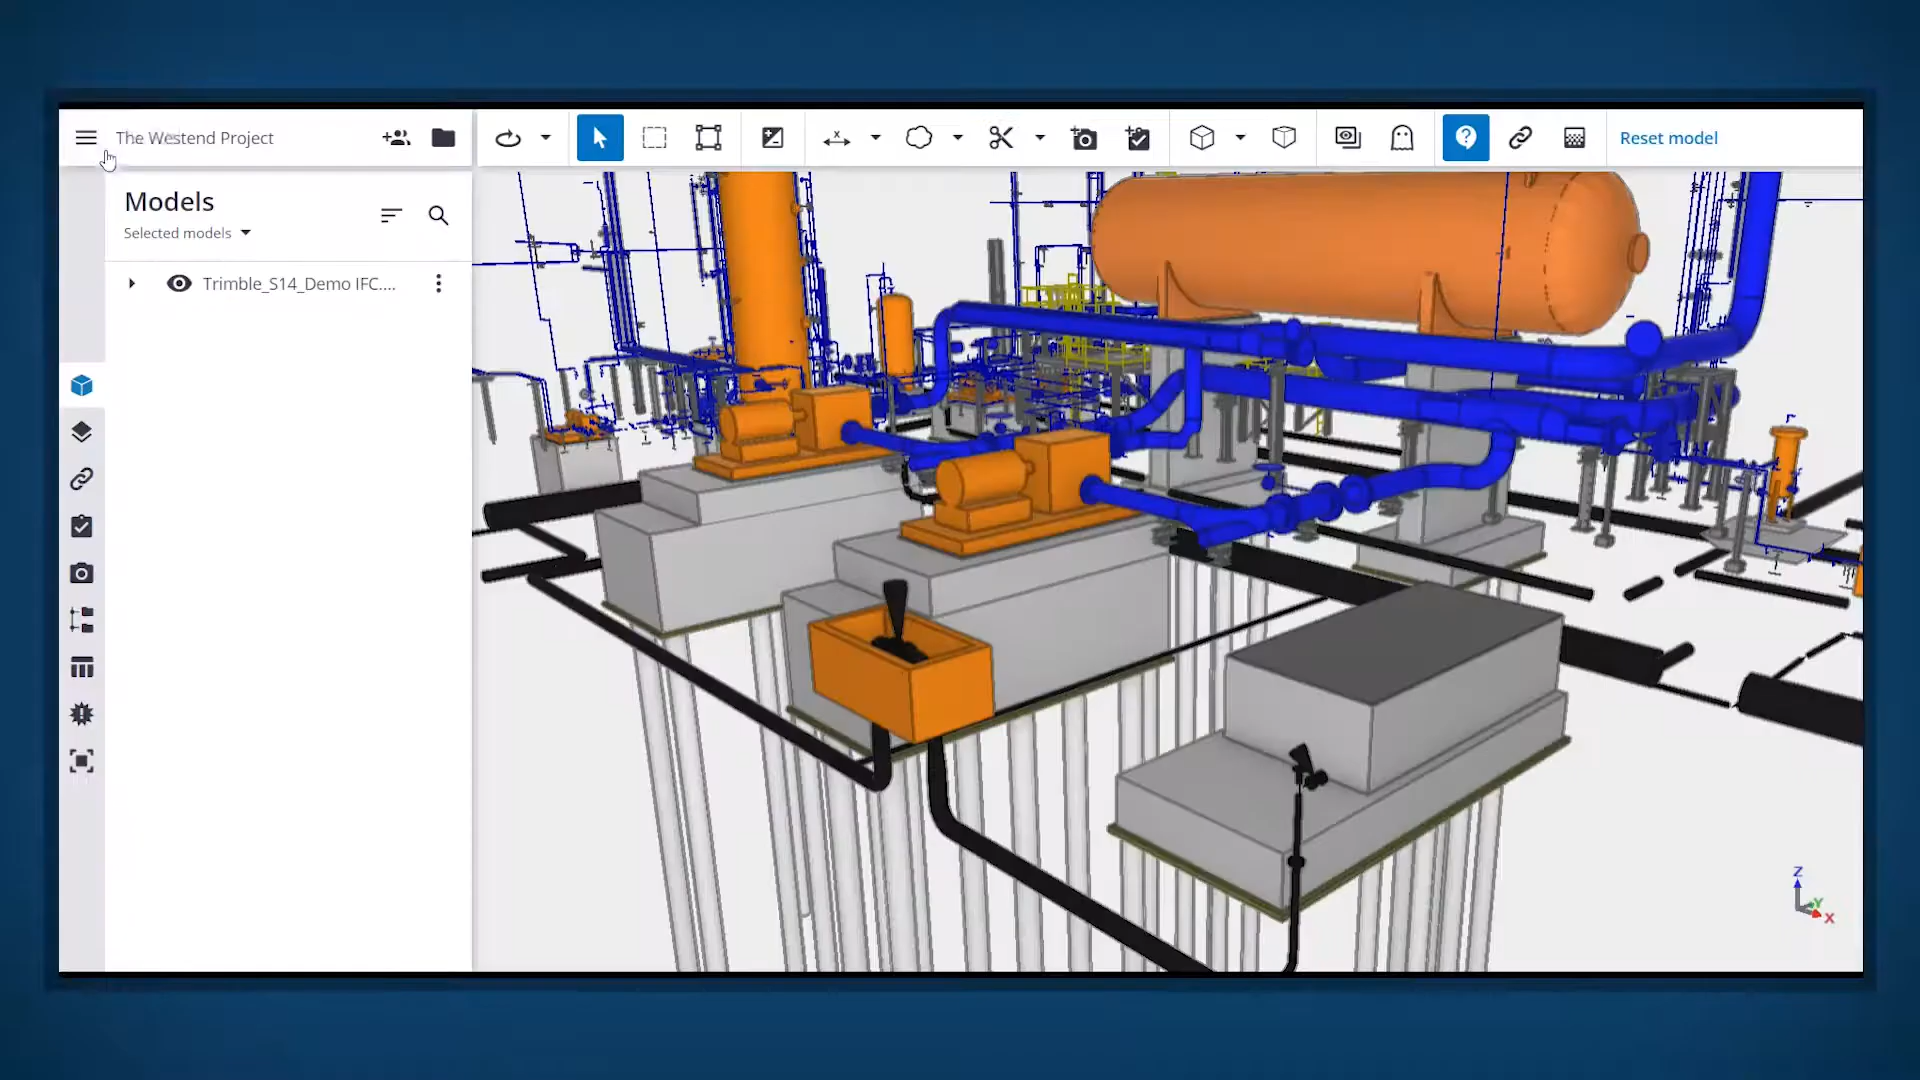 The Westend Project
Reset model
Models
Selected models
Trimble_S14_Demo IFC....
Z
Y
X